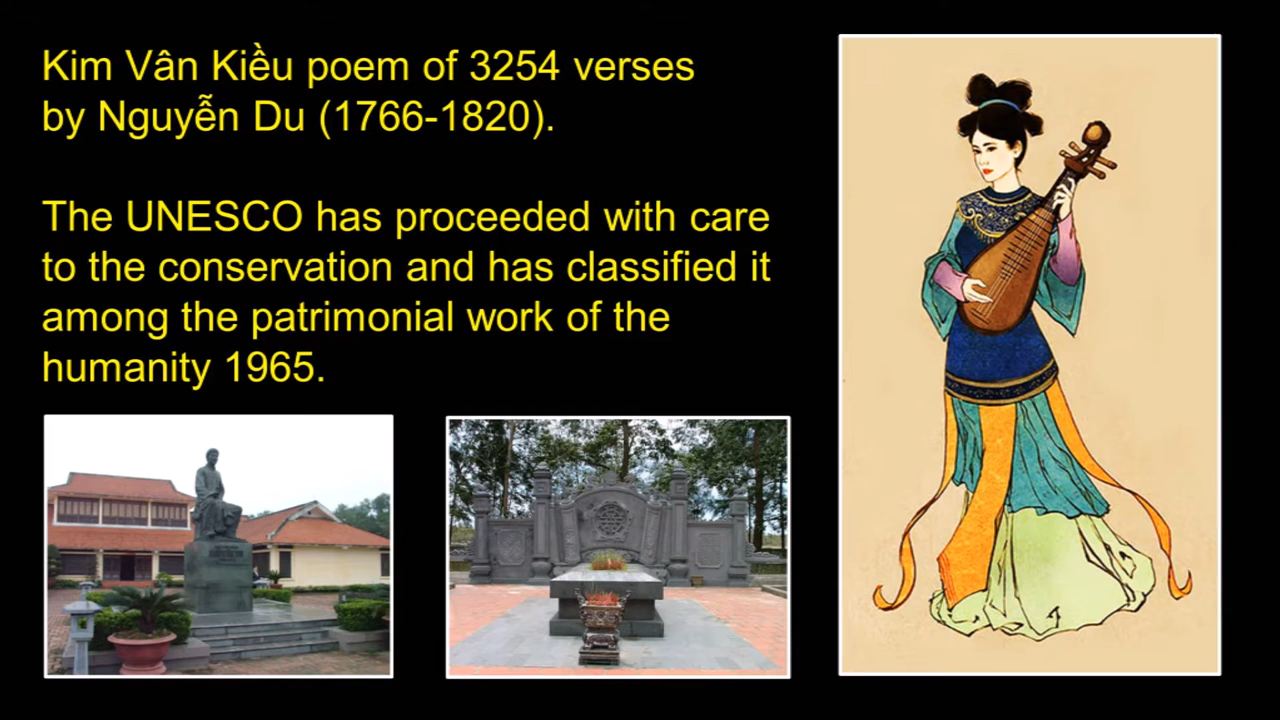 Kim Vân Kiều poem of 3254 verses
by Nguyễn Du (1766-1820).
The UNESCO has proceeded with care
to the conservation and has classified it
among the patrimonial work of the
humanity 1965.